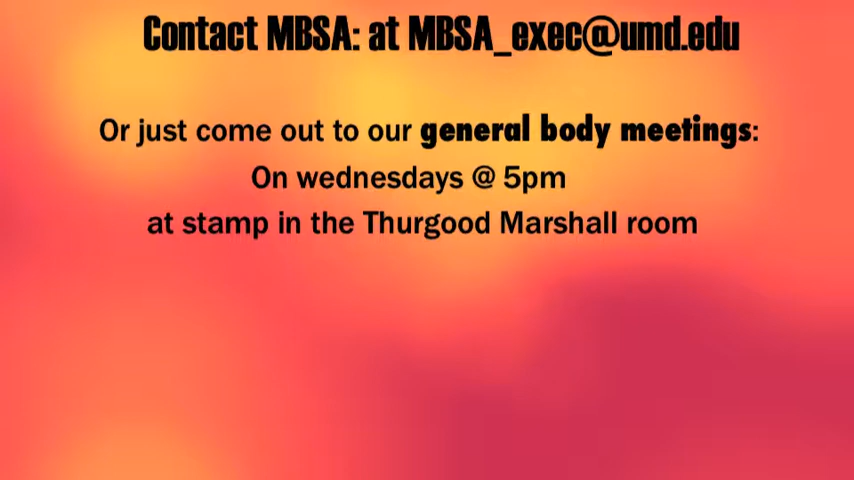 Contact MBSA: at MBSA_exec@umd.edu
Or just come out to our general body meetings:
On wednesdays @ 5pm
at stamp in the Thurgood Marshall room